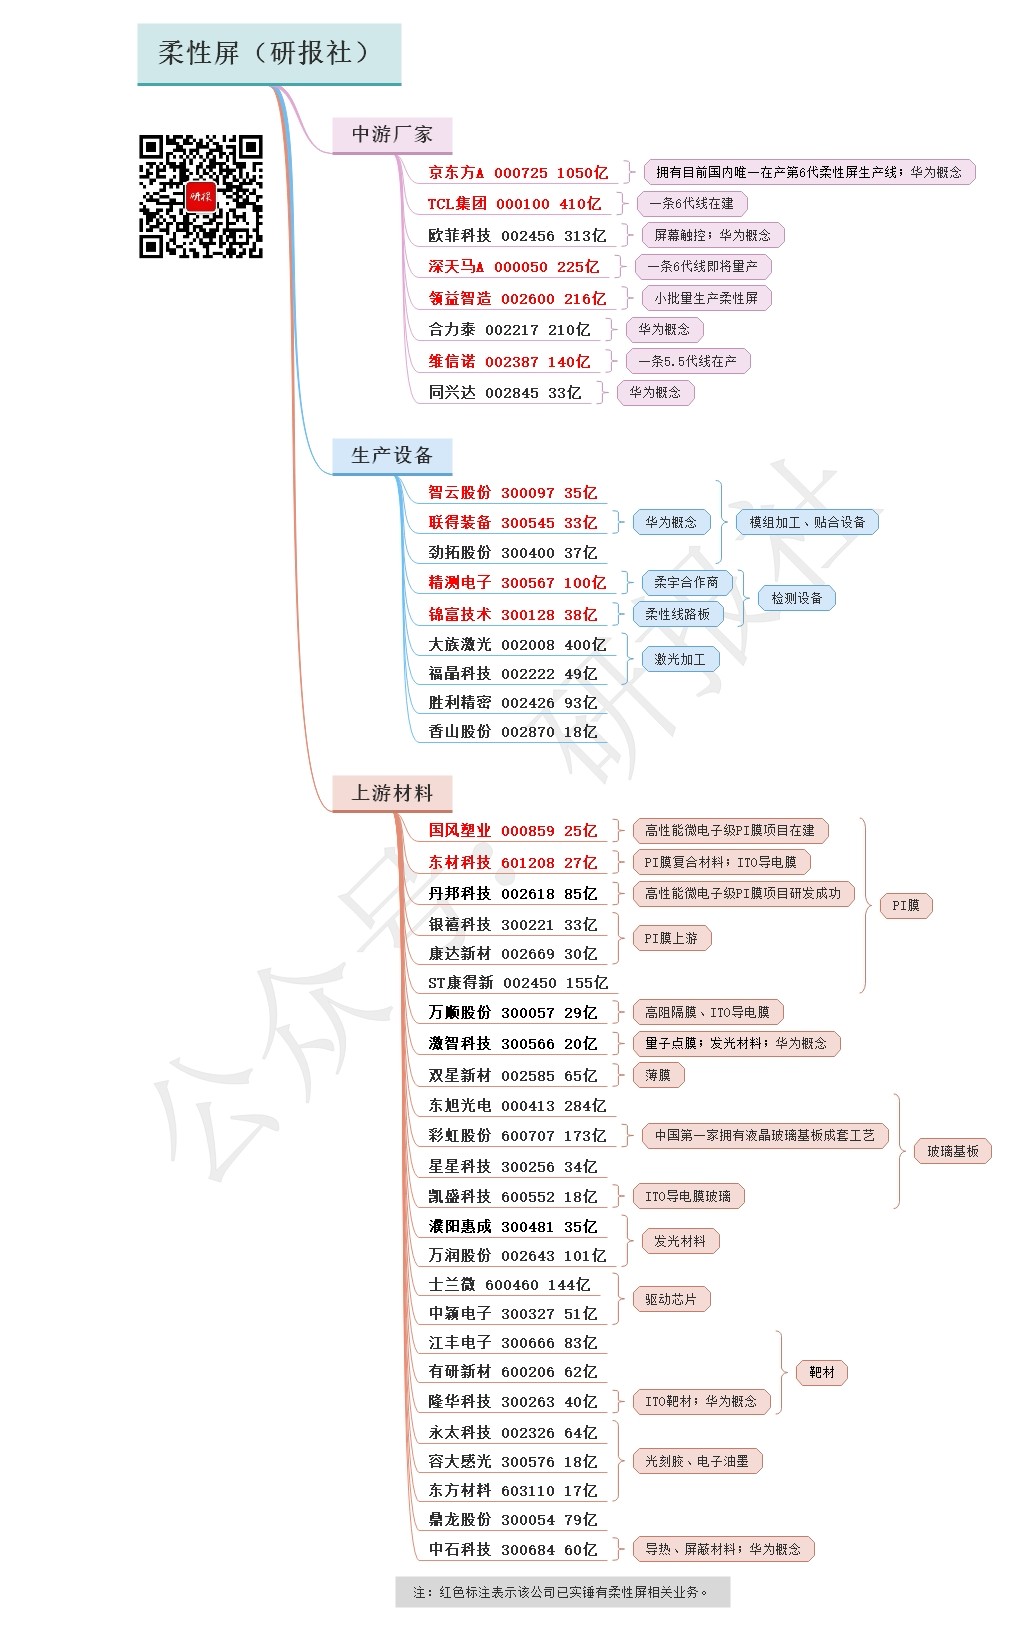 柔性屏（研报社）
研报
中游厂家
京东方A 000725 1050亿 拥有目前国内唯一在产第6代柔性屏生产线；华为概念
TCL集团 000100 410亿 一条6代线在建
欧菲科技 002456 313亿 屏幕触控；华为概念
深天马A 000050 225亿 一条6代线即将量产
领益智造 002600 216亿 小批量生产柔性屏
合力泰 002217 210亿 华为概念
维信诺 002387 140亿 一条5.5代线在产
同兴达 002845 33亿 华为概念
生产设备
智云股份 300097 35亿
联得装备 300545 33亿 华为概念 模组加工、贴合设备
劲拓股份 300400 37亿
精测电子 300567 100亿 柔宇合作商
检测设备
锦富技术 300128 38亿 柔性线路板
大族激光 002008 400亿
激光加工
福晶科技 002222 49亿
胜利精密 002426 93亿
香山股份 002870 18亿
上游材料
国风塑业 000859 25亿 高性能微电子级PI膜项目在建
东材科技 601208 27亿 PI膜复合材料；ITO导电膜
丹邦科技 002618 85亿 高性能微电子级PI膜项目研发成功
PI膜
银禧科技 300221 33亿
PI膜上游
康达新材 002669 30亿
ST康得新 002450 155亿
万顺股份 300057 29亿 高阻隔膜、ITO导电膜
激智科技 300566 20亿 量子点膜；发光材料；华为概念
双星新材 002585 65亿 薄膜
东旭光电 000413 284亿
彩虹股份 600707 173亿 中国第一家拥有液晶玻璃基板成套工艺
玻璃基板
星星科技 300256 34亿
凯盛科技 600552 18亿 ITO导电膜玻璃
濮阳惠成 300481 35亿
发光材料
万润股份 002643 101亿
士兰微 600460 144亿
驱动芯片
中颖电子 300327 51亿
江丰电子 300666 83亿
有研新材 600206 62亿 靶材
隆华科技 300263 40亿 ITO靶材；华为概念
永太科技 002326 64亿
容大感光 300576 18亿 光刻胶、电子油墨
东方材料 603110 17亿
鼎龙股份 300054 79亿
中石科技 300684 60亿 导热、屏蔽材料；华为概念
注：红色标注表示该公司已实锤有柔性屏相关业务。
公众号：研报社